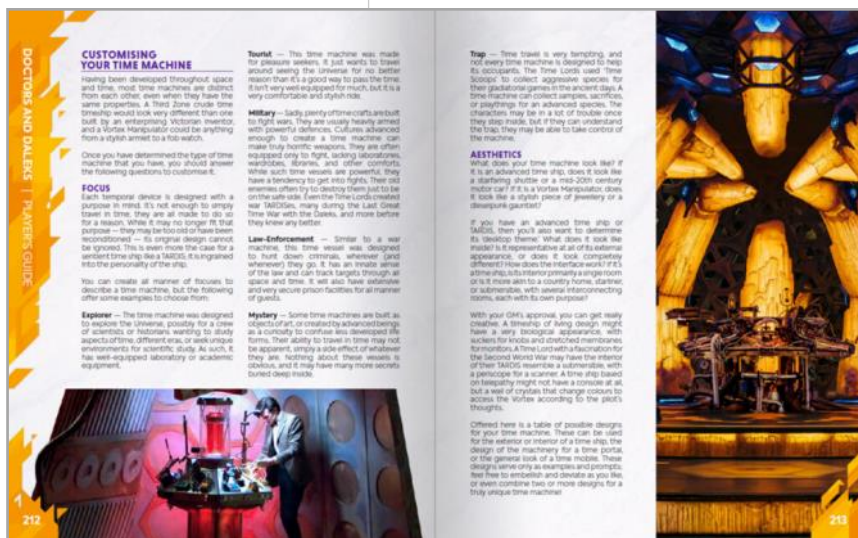 DOCTORS AND DALEKS | PLAYER'S GUIDE
CUSTOMISING
YOUR TIME MACHINE
Having been developed throughout space
and time, most time machines are distinct
from each other, even when they have the
same properties. A Third Zone crude time
timeship would look very different than one
built by an enterprising Victorian inventor,
and a Vortex Manipulator could be anything
from a stylish armlet to a fob watch.
Once you have determined the type of time
machine that you have, you should answer
the following questions to customise it.
FOCUS
Each temporal device is designed with a
purpose in mind. It's not enough to simply
travel in time, they are all made to do so
for a reason. While it may no longer fit that
purpose — they may be too old or have been
reconditioned — its original design cannot
be ignored. This is even more the case for a
sentient time ship like a TARDIS, it is ingrained
into the personality of the ship.
You can create all manner of focuses to
describe a time machine, but the following
offer some examples to choose from:
Explorer — The time machine was designed
to explore the Universe, possibly for a crew
of scientists or historians wanting to study
aspects of time, different eras, or seek unique
environments for scientific study. As such, it
has well-equipped laboratory or academic
equipment.
Tourist — This time machine was made
for pleasure seekers. It just wants to travel
around seeing the Universe for no better
reason than it's a good way to pass the time.
It isn't very well equipped for much, but it is a
very comfortable and stylish ride.
Military — Sadly, plenty of time crafts are built
to fight wars. They are usually heavily armed
with powerful defences. Cultures advanced
enough to create a time machine can
make truly horrific weapons. They are often
equipped only to fight, lacking laboratories,
wardrobes, libraries, and other comforts.
While such time vessels are powerful, they
have a tendency to get into fights. Their old
enemies often try to destroy them just to be
on the safe side. Even the Time Lords created
war TARDISes, many during the Last Great
Time War with the Daleks, and more before
they knew any better.
Law-Enforcement — Similar to a war
machine, this time vessel was designed
to hunt down criminals, wherever (and
whenever) they go. It has an innate sense
of the law and can track targets through all
space and time. It will also have extensive
and very secure prison facilities for all manner
of guests.
Mystery — Some time machines are built as
objects of art, or created by advanced beings
as a curiosity to confuse less developed life
forms. Their ability to travel in time may not
be apparent, simply a side effect of whatever
they are. Nothing about these vessels is
obvious, and it may have many more secrets
buried deep inside.
212
Trap — Time travel is very tempting, and
not every time machine is designed to help
its occupants. The Time Lords used 'Time
Scoops' to collect aggressive species for
their gladiatorial games in the ancient days. A
time machine can collect samples, sacrifices,
or playthings for an advanced species. The
characters may be in a lot of trouble once
they step inside, but if they can understand
the trap, they may be able to take control of
the machine.
AESTHETICS
What does your time machine look like? If
it is an advanced time ship, does it look like
a starfaring shuttle or a mid-20th century
motor car? If it is a Vortex Manipulator, does
it look like a stylish piece of jewellery or a
dieselpunk gauntlet?
If you have an advanced time ship or
TARDIS, then you'll also want to determine
its 'desktop theme'. What does it look like
inside? Is it representative at all of its external
appearance, or does it look completely
different? How does the interface work? If it's
a time ship, is its interior primarily a single room
or is it more akin to a country home, starliner,
or submersible, with several interconnecting
rooms, each with its own purpose?
With your GM's approval, you can get really
creative. A timeship of living design might
have a very biological appearance, with
suckers for knobs and stretched membranes
for monitors. A Time Lord with a fascination for
the Second World War may have the interior
of their TARDIS resemble a submersible, with
a periscope for a scanner. A time ship based
on telepathy might not have a console at all,
but a well of crystals that change colours to
access the Vortex according to the pilot's
thoughts.
Offered here is a table of possible designs
for your time machine. These can be used
for the exterior or interior of a time ship, the
design of the machinery for a time portal,
or the general look of a time mobile. These
designs serve only as examples and prompts;
feel free to embellish and deviate as you like,
or even combine two or more designs for a
truly unique time machine!
213